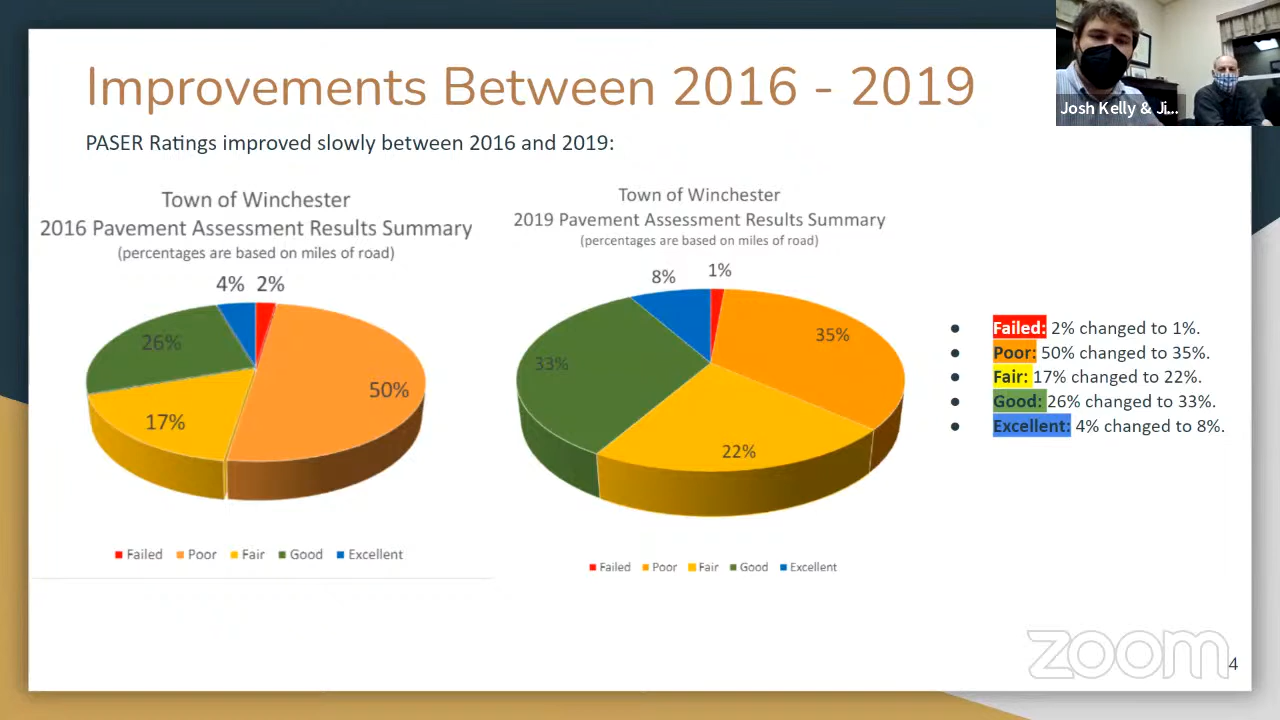 Improvements Between 2016 - 2019
Josh Kelly & Ji...
PASER Ratings improved slowly between 2016 and 2019:
Town of Winchester
2016 Pavement Assessment Results Summary
(percentages are based on miles of road)
4% 2%
26%
50%
17%
Failed Poor Fair Good Excellent
Town of Winchester
2019 Pavement Assessment Results Summary
(percentages are based on miles of road)
8% 1%
35%
33%
22%
Failed Poor Fair Good Excellent
● Failed: 2% changed to 1%.
● Poor: 50% changed to 35%.
● Fair: 17% changed to 22%.
● Good: 26% changed to 33%.
● Excellent: 4% changed to 8%.
zoom
4